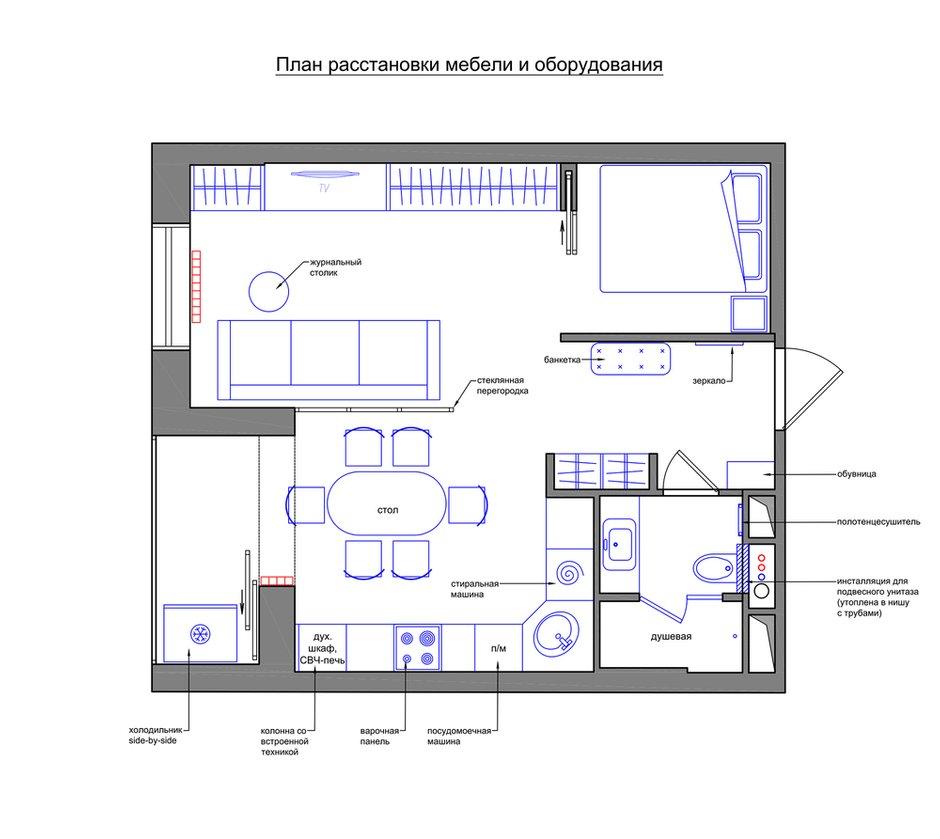 План расстановки мебели и оборудования
TV
журнальный
столик
банкетка
зеркало
стеклянная
перегородка
обувница
стол
полотенцесушитель
стиральная
машина
инсталляция для
подвесного унитаза
(утоплена в нишу
с трубами)
дух.
шкаф,
СВЧ-печь
п/м
душевая
холодильник
side-by-side
колонна со
встроенной
техникой
варочная
панель
посудомоечная
машина